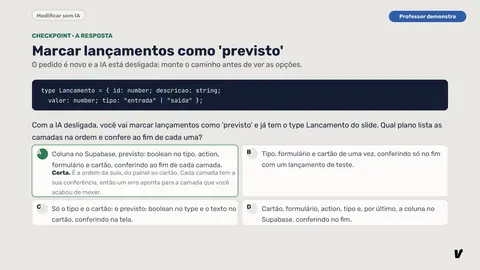 Modificar sem IA
Professor demonstra
CHECKPOINT · A RESPOSTA
Marcar lançamentos como 'previsto'
O pedido é novo e a IA está desligada: monte o caminho antes de ver as opções.
type Lancamento = { id: number; descricao: string;
valor: number; tipo: "entrada" | "saida" };
Com a IA desligada, você vai marcar lançamentos como 'previsto' e já tem o type Lancamento do slide. Qual plano lista as
camadas na ordem e confere ao fim de cada uma?
Coluna no Supabase, previsto: boolean no tipo, action,
formulário e cartão, conferindo ao fim de cada camada.
Certa. É a ordem da aula, do painel ao cartão. Cada camada tem a
sua conferência, então um erro aponta para a camada que você
acabou de mexer.
B
Tipo, formulário e cartão de uma vez, conferindo só no fim
com um lançamento de teste.
C
Só o tipo e o cartão: o previsto: boolean no type e o texto no
cartão, conferindo na tela.
D
Cartão, formulário, action, tipo e, por último, a coluna no
Supabase, conferindo no fim.